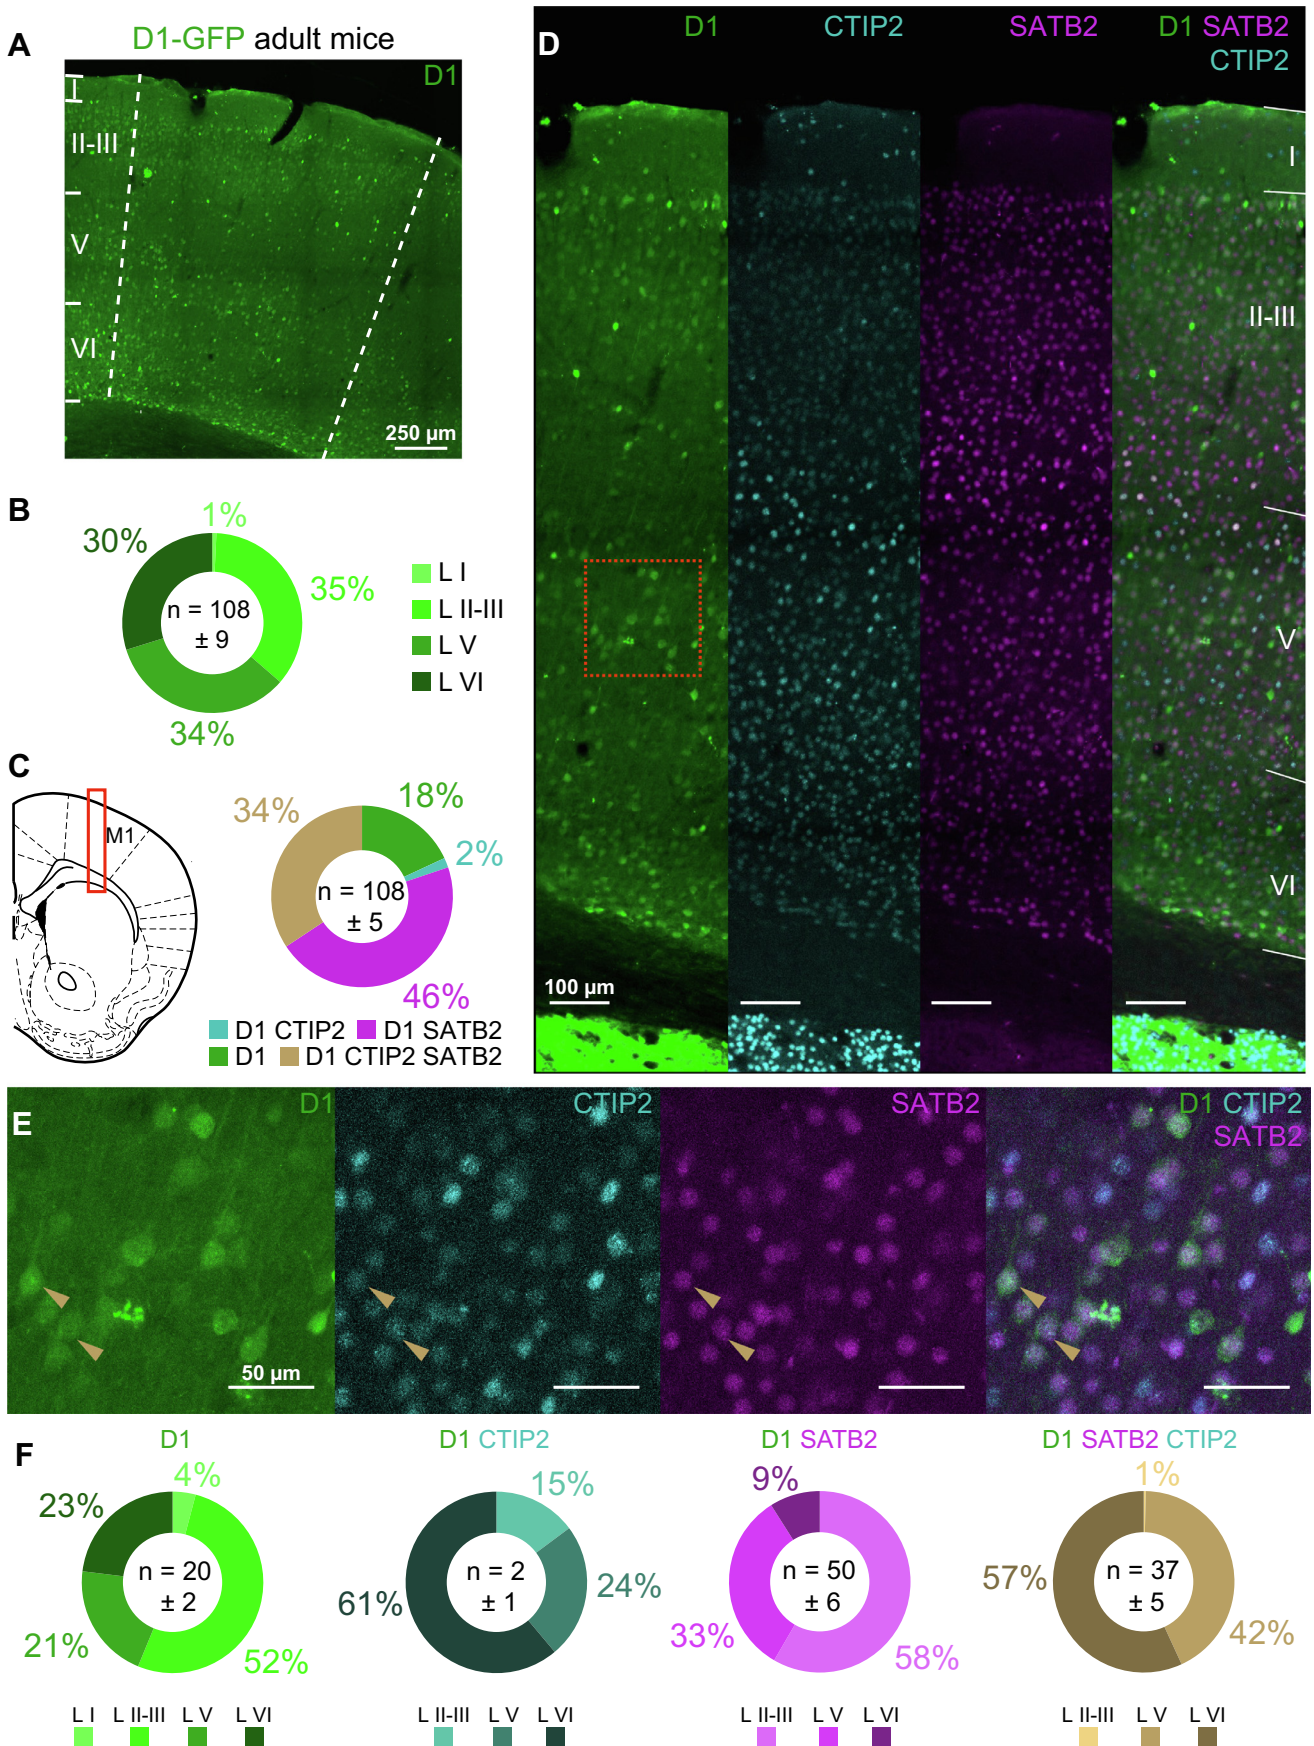 A
D1-GFP adult mice
D1
I
II-III
V
VI
250 µm
B
1%
30%
35%
34%
n = 108
± 9
L I
L II-III
L V
L VI
C
M1
34%
18%
2%
46%
n = 108
± 5
D1 CTIP2
D1 SATB2
D1
D1 CTIP2 SATB2
D
D1
CTIP2
SATB2
D1 SATB2
CTIP2
I
II-III
V
VI
100 µm
E
D1
CTIP2
SATB2
D1 CTIP2
SATB2
50 µm
F
D1
4%
23%
21%
52%
n = 20
± 2
L I L II-III L V L VI
D1 CTIP2
15%
24%
61%
n = 2
± 1
L II-III L V L VI
D1 SATB2
9%
33%
58%
n = 50
± 6
L II-III L V L VI
D1 SATB2 CTIP2
1%
57%
42%
n = 37
± 5
L II-III L V L VI